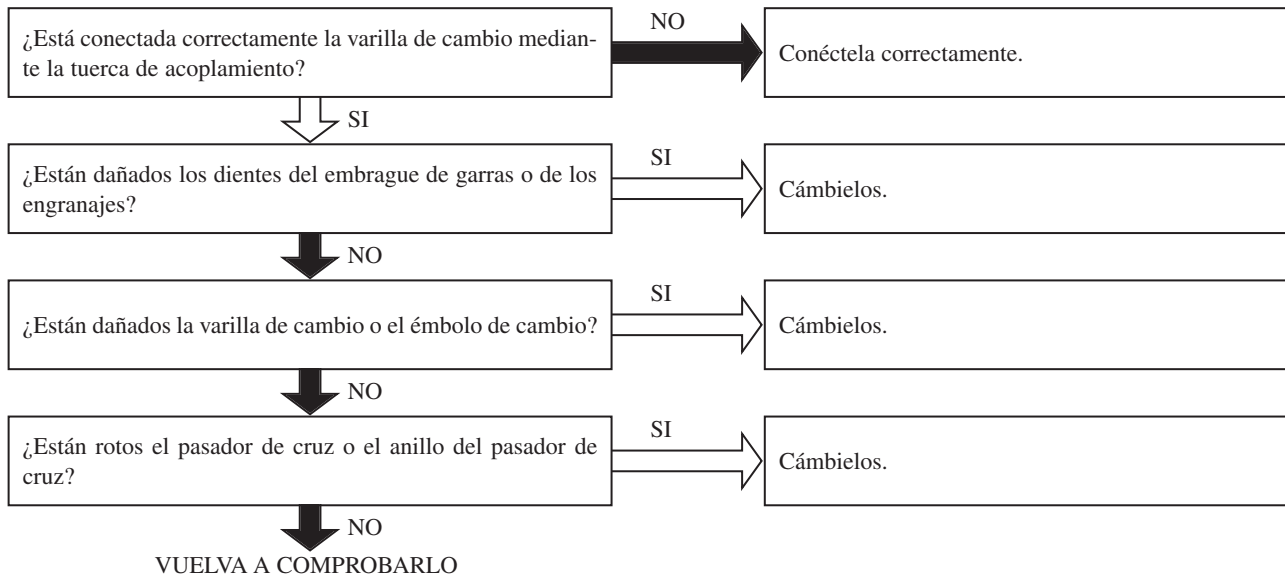 ¿Está conectada correctamente la varilla de cambio median-
te la tuerca de acoplamiento?
NO
Conéctela correctamente.
SI
¿Están dañados los dientes del embrague de garras o de los
engranajes?
SI
Cámbielos.
NO
¿Están dañados la varilla de cambio o el émbolo de cambio?
SI
Cámbielos.
NO
¿Están rotos el pasador de cruz o el anillo del pasador de
cruz?
SI
Cámbielos.
NO
VUELVA A COMPROBARLO